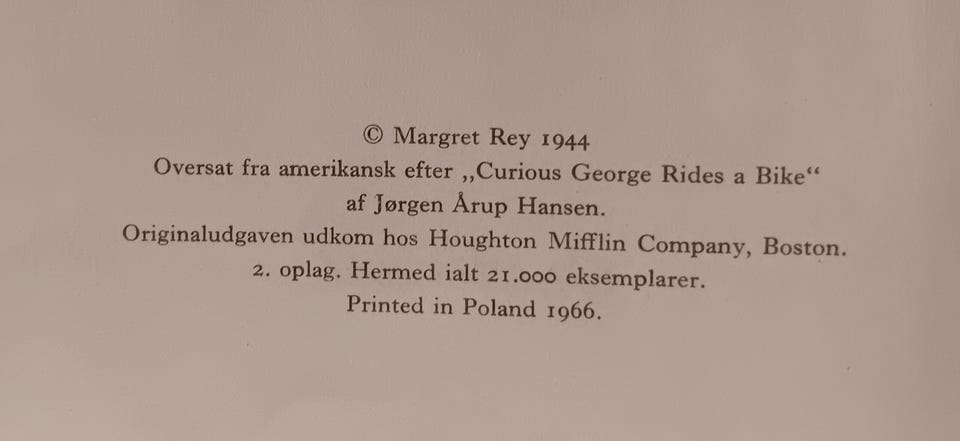 © Margret Rey 1944
Oversat fra amerikansk efter „Curious George Rides a Bike“
af Jørgen Årup Hansen.
Originaludgaven udkom hos Houghton Mifflin Company, Boston.
2. oplag. Hermed ialt 21.000 eksemplarer.
Printed in Poland 1966.